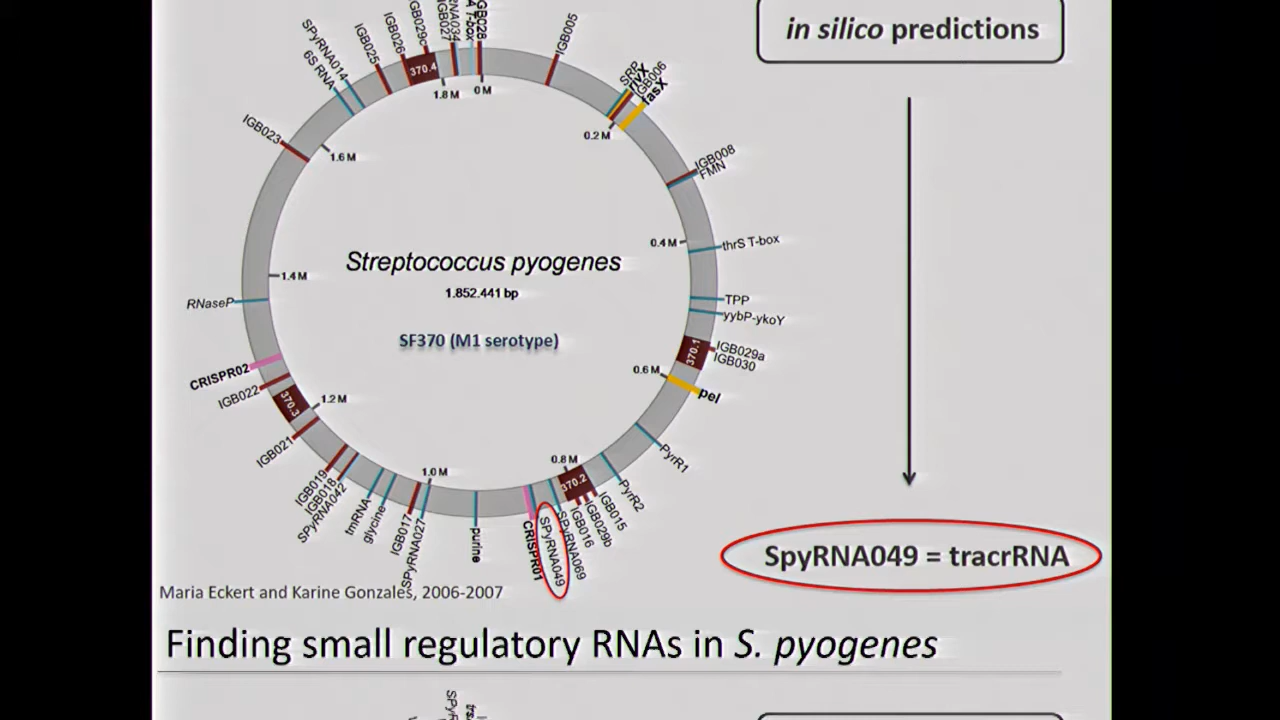 in silico predictions
IGB029c
IGB026
IGB025
SPyRNA014
6S RNA
IGB023
RNaseP
CRISPR02
IGB022
IGB021
IGB019
IGB018
SPyRNA042
tmRNA
glycine
IGB017
SPyRNA027
purine
CRISPR01
SPyRNA049
SPyRNA069
IGB016
IGB029b
IGB015
PyrR2
PyrR1
pel
IGB030
IGB029a
yybP-ykoY
TPP
thrS T-box
FMN
IGB008
fasX
IGB006
rivX
IGB005
IGB028
T-box
RNA034
IGB027
370.4
370.1
370.2
370.3
0 M
0.2 M
0.4 M
0.6 M
0.8 M
1.0 M
1.2 M
1.4 M
1.6 M
1.8 M
Streptococcus pyogenes
1.852.441 bp
SF370 (M1 serotype)
SpyRNA049 = tracrRNA
Maria Eckert and Karine Gonzales, 2006-2007
Finding small regulatory RNAs in S. pyogenes